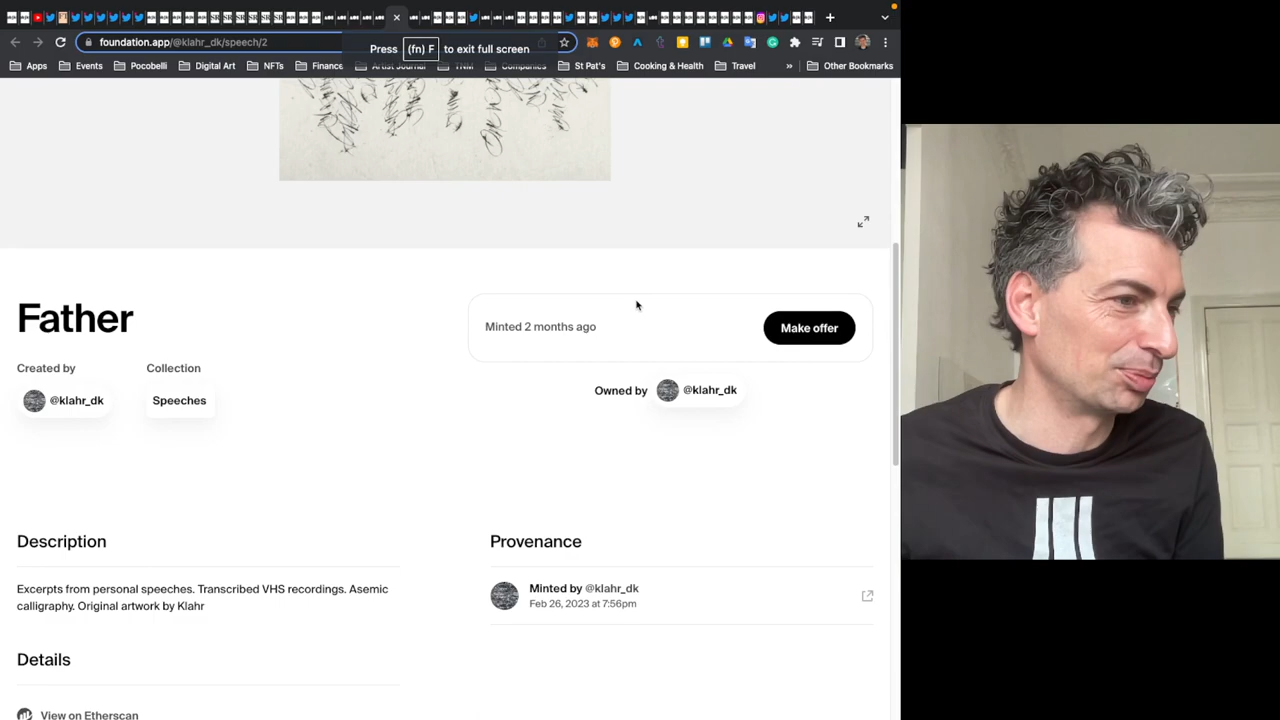 foundation.app/@klahr_dk/speech/2
Press (fn) F to exit full screen
Apps Events Pocobelli Digital Art NFTs Finance Artist Journal TNM Companies St Pat's Cooking & Health Travel » Other Bookmarks
Father
Minted 2 months ago
Make offer
Created by
Collection
@klahr_dk
Speeches
Owned by @klahr_dk
Description
Excerpts from personal speeches. Transcribed VHS recordings. Asemic
calligraphy. Original artwork by Klahr
Provenance
Minted by @klahr_dk
Feb 26, 2023 at 7:56pm
Details
View on Etherscan